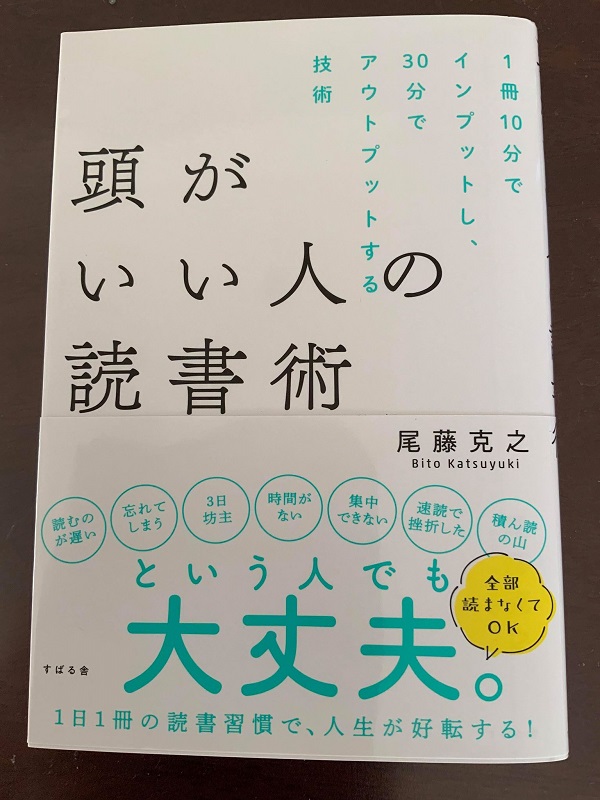 1冊10分で
インプットし、
30分で
アウトプットする
技術
頭が
いい人の
読書術
尾藤克之
Bito Katsuyuki
読むの
が遅い
忘れて
しまう
3日
坊主
時間が
ない
集中
できない
速読で
挫折した
積ん読
の山
という人でも
大丈夫。
全部
読まなくて
OK
すばる舎
1日1冊の読書習慣で、人生が好転する!